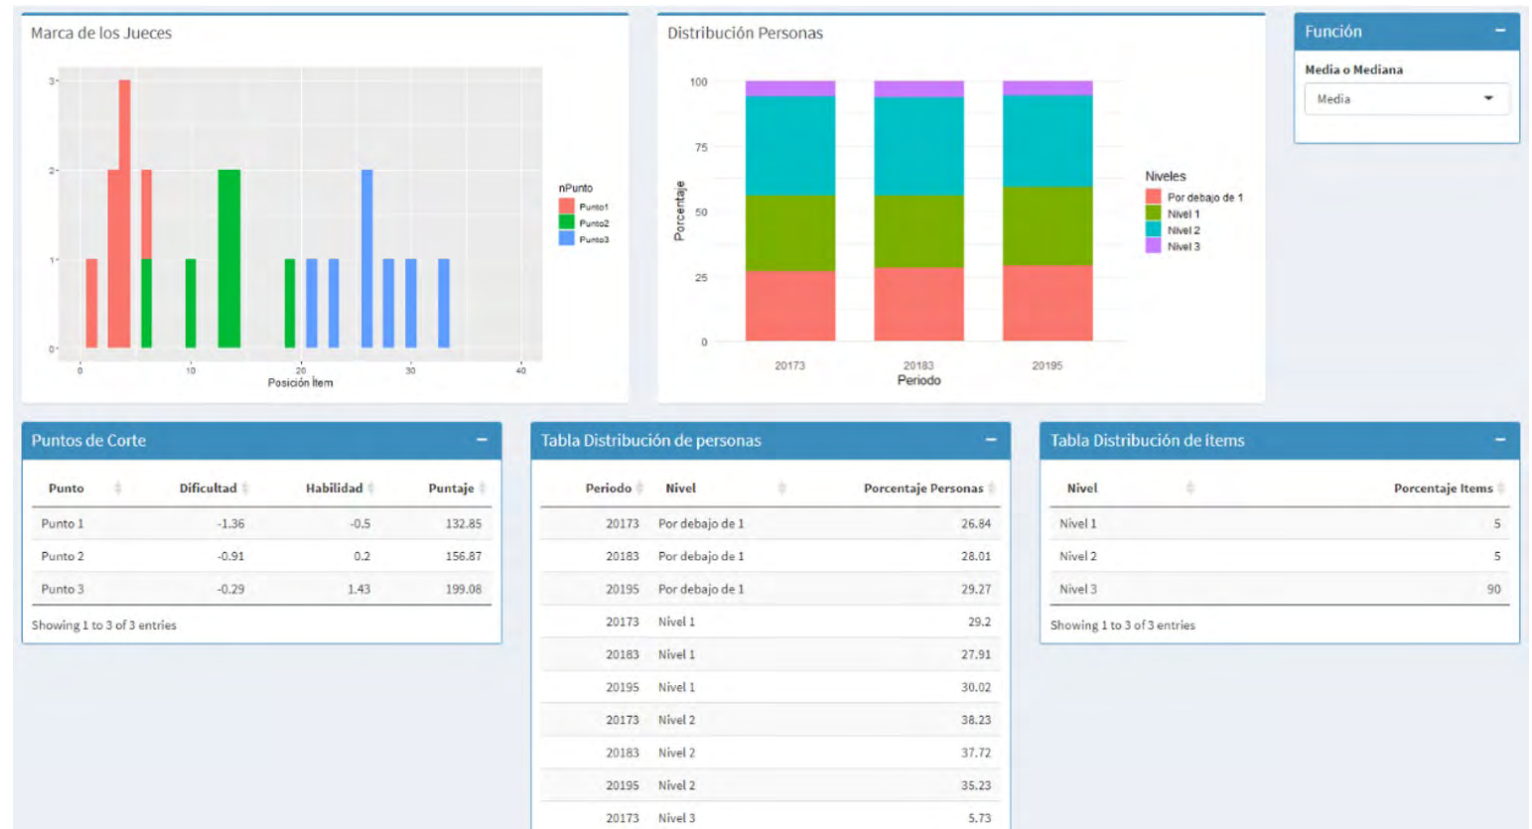 Marca de los Jueces
3
2
1
0
0 10 20 30 40
Posición Ítem
nPunto
Punto1
Punto2
Punto3
Distribución Personas
100
75
50
25
0
Porcentaje
20173 20183 20195
Periodo
Niveles
Por debajo de 1
Nivel 1
Nivel 2
Nivel 3
Función
Media o Mediana
Media
Puntos de Corte
Punto Dificultad Habilidad Puntaje
Punto 1 -1.36 -0.5 132.85
Punto 2 -0.91 0.2 156.87
Punto 3 -0.29 1.43 199.08
Showing 1 to 3 of 3 entries
Tabla Distribución de personas
Periodo Nivel Porcentaje Personas
20173 Por debajo de 1 26.84
20183 Por debajo de 1 28.01
20195 Por debajo de 1 29.27
20173 Nivel 1 29.2
20183 Nivel 1 27.91
20195 Nivel 1 30.02
20173 Nivel 2 38.23
20183 Nivel 2 37.72
20195 Nivel 2 35.23
20173 Nivel 3 5.73
Tabla Distribución de ítems
Nivel Porcentaje Items
Nivel 1 5
Nivel 2 5
Nivel 3 90
Showing 1 to 3 of 3 entries